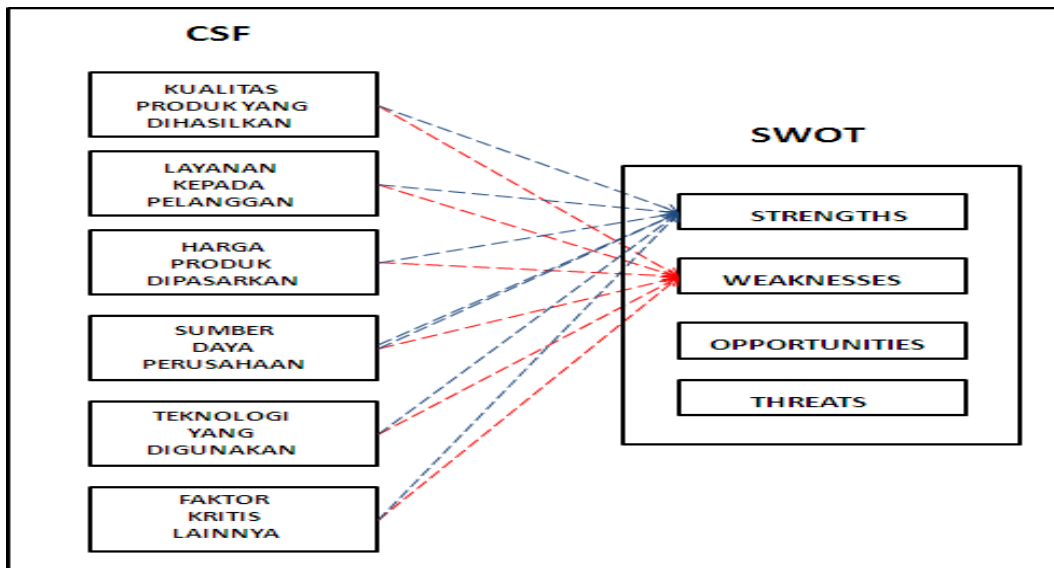 CSF
KUALITAS
PRODUK YANG
DIHASILKAN
LAYANAN
KEPADA
PELANGGAN
HARGA
PRODUK
DIPASARKAN
SUMBER
DAYA
PERUSAHAAN
TEKNOLOGI
YANG
DIGUNAKAN
FAKTOR
KRITIS
LAINNYA
SWOT
STRENGTHS
WEAKNESSES
OPPORTUNITIES
THREATS